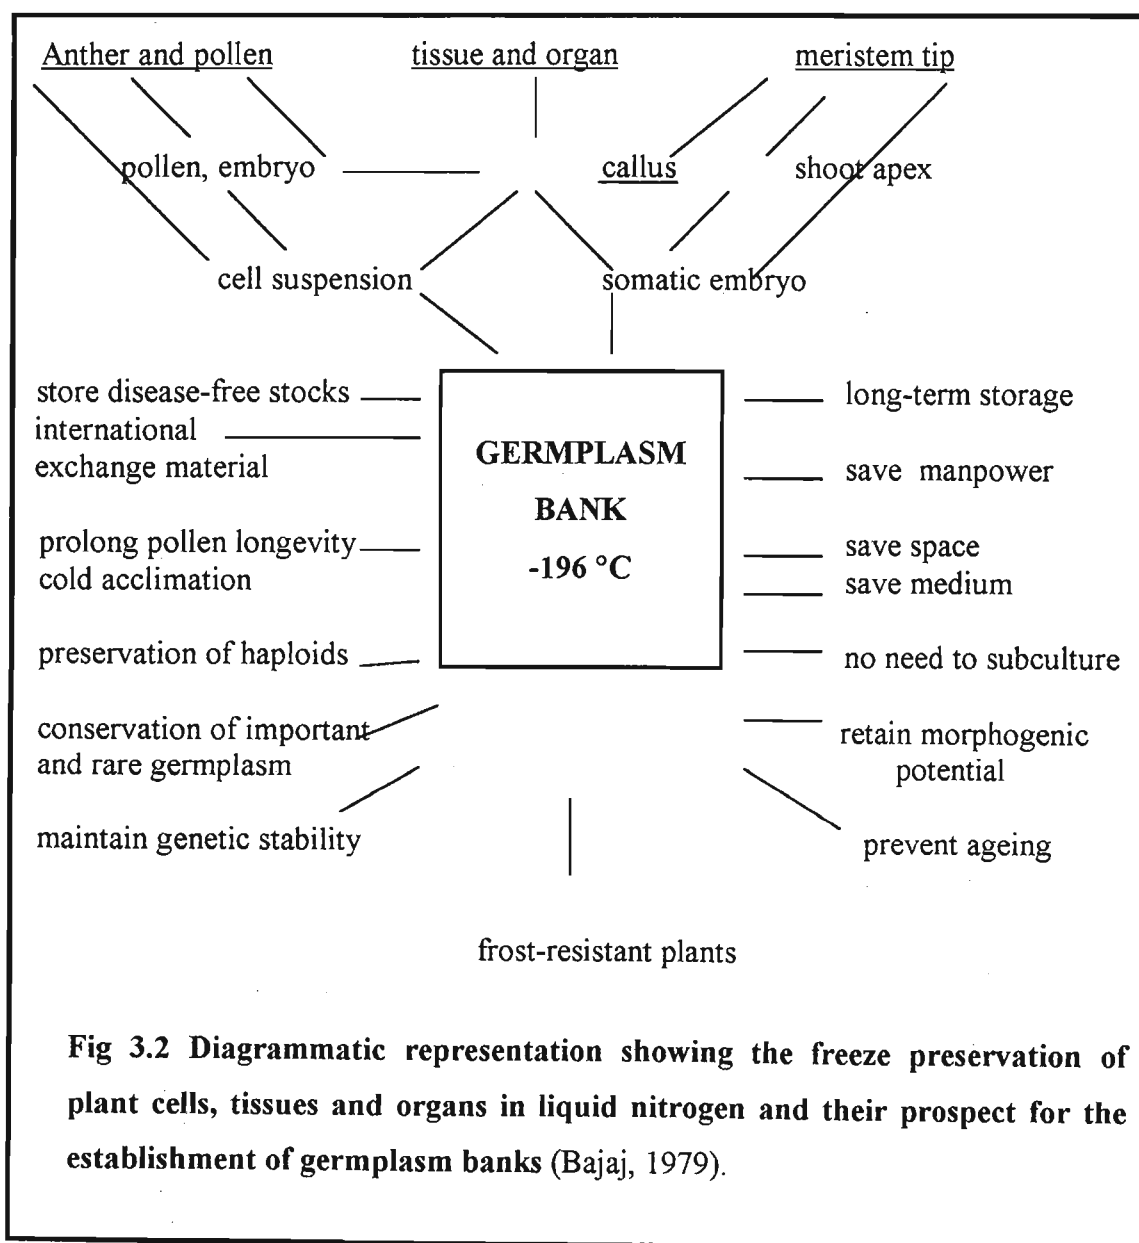 Anther and pollen tissue and organ meristem tip
pollen, embryo callus shoot apex
cell suspension somatic embryo
store disease-free stocks
international
exchange material
prolong pollen longevity
cold acclimation
preservation of haploids
conservation of important
and rare germplasm
maintain genetic stability
GERMPLASM
BANK
-196 °C
long-term storage
save manpower
save space
save medium
no need to subculture
retain morphogenic
potential
prevent ageing
frost-resistant plants
Fig 3.2 Diagrammatic representation showing the freeze preservation of
plant cells, tissues and organs in liquid nitrogen and their prospect for the
establishment of germplasm banks (Bajaj, 1979).